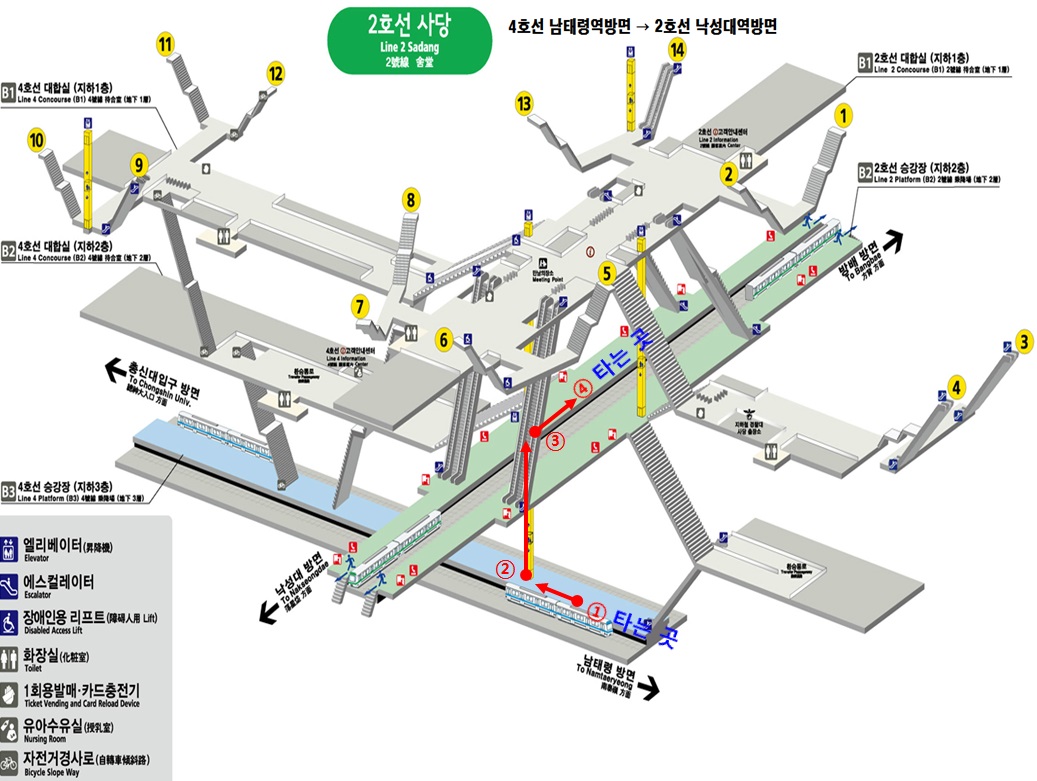 2호선 사당
Line 2 Sadang
2號線 舍堂
4호선 남태령역방면 → 2호선 낙성대역방면
11
12
14
13
10
9
8
7
6
5
1
2
3
4
B1 4호선 대합실 (지하1층)
Line 4 Concourse (B1) 4號線 待合室 (地下 1層)
B1 2호선 대합실 (지하1층)
Line 2 Concourse (B1) 2號線 待合室 (地下 1層)
2호선 고객안내센터
Line 2 Information
Center
B2 2호선 승강장 (지하2층)
Line 2 Platform (B2) 2號線 乘降場 (地下 2層)
B2 4호선 대합실 (지하2층)
Line 4 Concourse (B2) 4號線 待合室 (地下 2層)
만남의장소
Meeting Point
방배 방면
To Bangbae
方背 方面
4호선 고객안내센터
Line 4 Information
Center
환승통로
Transfer Passageway
총신대입구 방면
To Chongshin Univ.
타는 곳
④
③
지하철 경찰대
사당 출장소
B3 4호선 승강장 (지하3층)
Line 4 Platform (B3) 4號線 乘降場 (地下 3層)
낙성대 방면
To Nakseongdae
落星垈 方面
②
①
타는 곳
환승통로
Transfer Passageway
남태령 방면
To Namtaeryeong
南泰嶺 方面
엘리베이터(昇降機)
Elevator
에스컬레이터
Escalator
장애인용 리프트(障碍人用 Lift)
Disabled Access Lift
화장실(化粧室)
Toilet
1회용발매·카드충전기
Ticket Vending and Card Reload Device
유아수유실(授乳室)
Nursing Room
자전거경사로(自轉車傾斜路)
Bicycle Slope Way